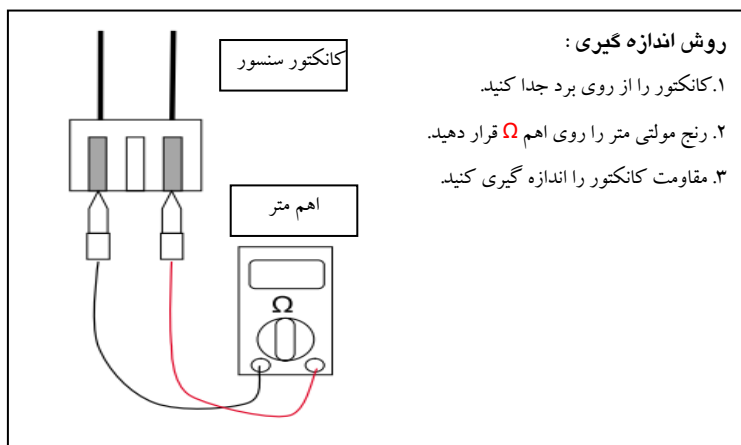 روش اندازه گیری :
۱.کانکتور را از روی برد جدا کنید.
۲. رنج مولتی متر را روی اهم Ω قرار دهید.
۳. مقاومت کانکتور را اندازه گیری کنید.
کانکتور سنسور
اهم متر
Ω